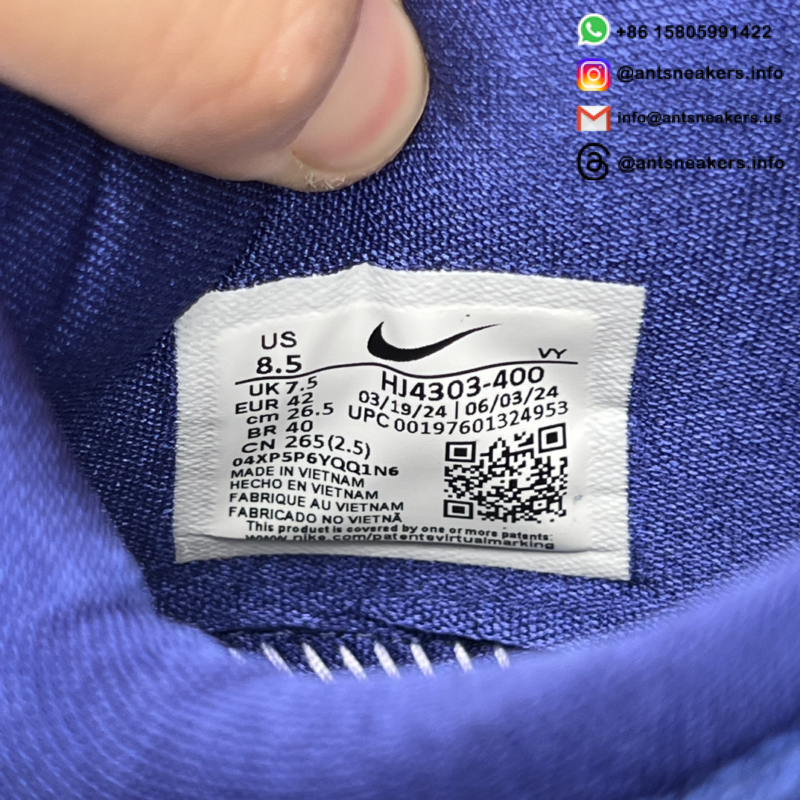 +86 15805991422
@antsneakers.info
info@antsneakers.us
@antsneakers.info
US
8.5
VY
UK 7.5
EUR 42
cm 26.5
BR 40
CN 265(2.5)
HJ4303-400
03/19/24 | 06/03/24
UPC 00197601324953
04XP5P6YQQ1N6
MADE IN VIETNAM
HECHO EN VIETNAM
FABRIQUE AU VIETNAM
FABRICADO NO VIETNÃ
This product is covered by one or more patents:
www.nike.com/patentsvirtualmarking